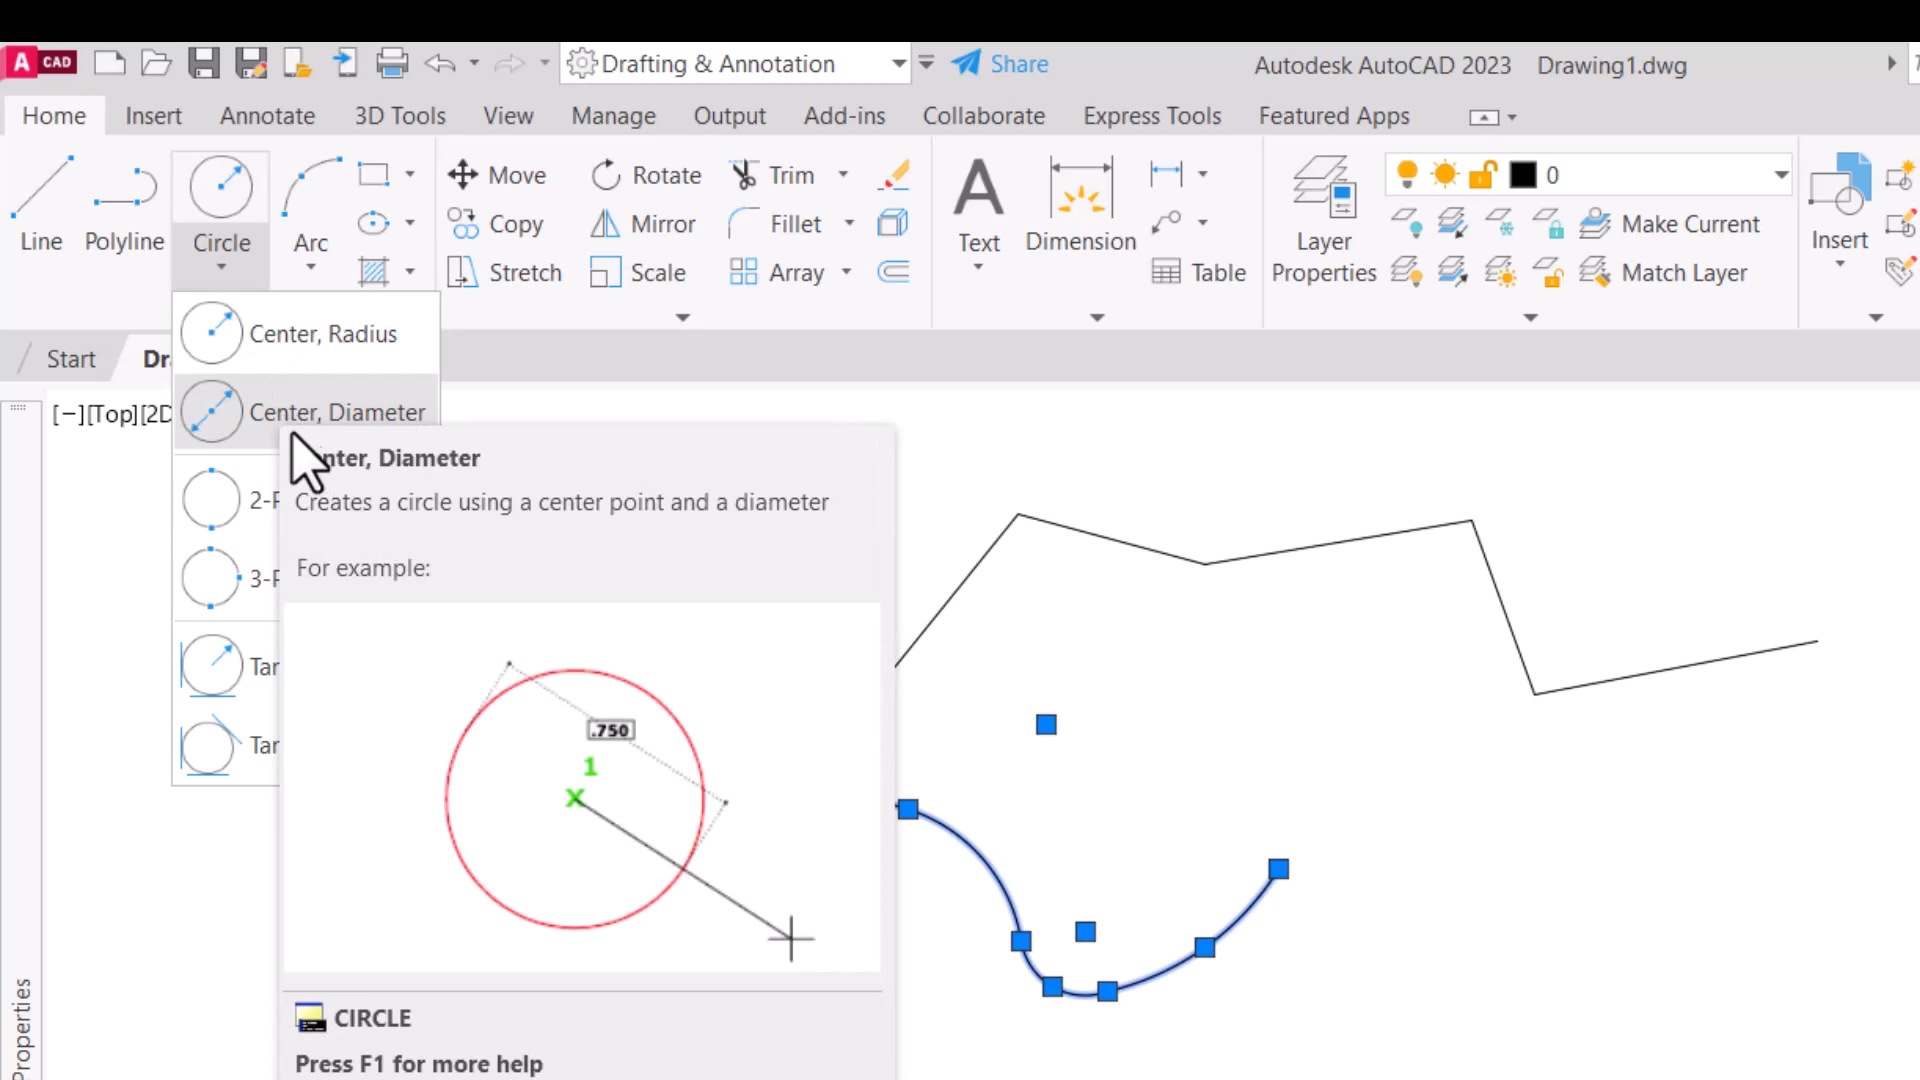 A CAD
Drafting & Annotation
Share
Autodesk AutoCAD 2023 Drawing1.dwg
Home Insert Annotate 3D Tools View Manage Output Add-ins Collaborate Express Tools Featured Apps
Line Polyline Circle Arc
Move Rotate Trim
Copy Mirror Fillet
Stretch Scale Array
Text Dimension Table
Layer Properties
0
Make Current
Match Layer
Insert
Start Dr
[−][Top][2D
Center, Radius
Center, Diameter
2-P
3-P
Tan
Tan
nter, Diameter
Creates a circle using a center point and a diameter
For example:
.750
1
X
CIRCLE
Press F1 for more help
Properties